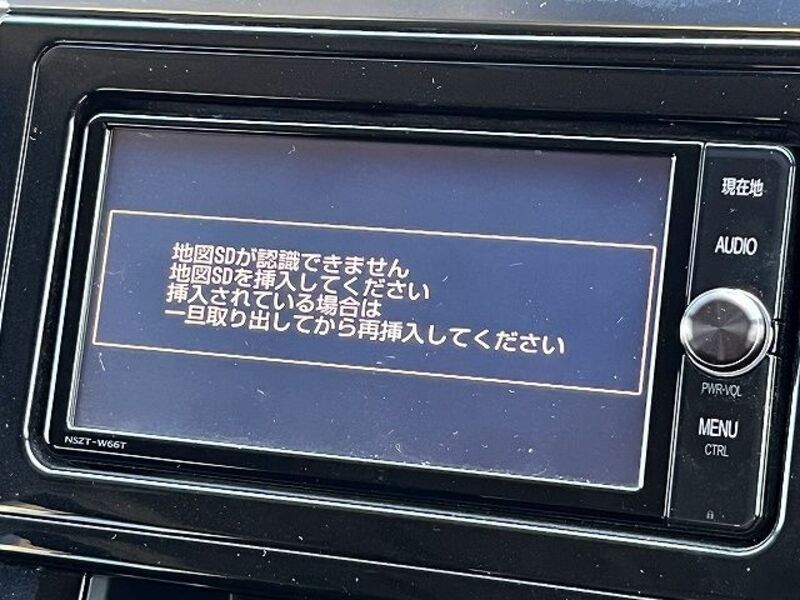 地図SDが認識できません
地図SDを挿入してください
挿入されている場合は
一旦取り出してから再挿入してください
現在地
AUDIO
PWR-VOL
MENU
CTRL
NSZT-W66T